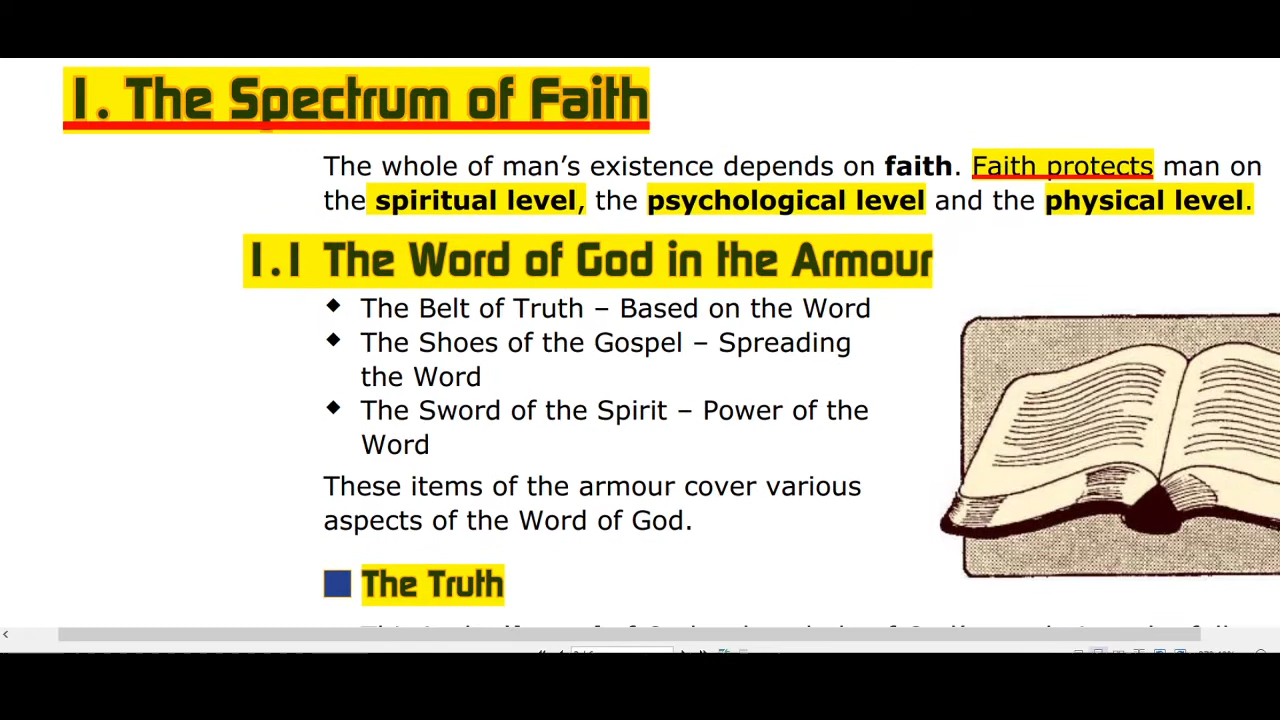 1. The Spectrum of Faith
The whole of man’s existence depends on faith. Faith protects man on
the spiritual level, the psychological level and the physical level.
1.1 The Word of God in the Armour
◆ The Belt of Truth – Based on the Word
◆ The Shoes of the Gospel – Spreading
the Word
◆ The Sword of the Spirit – Power of the
Word
These items of the armour cover various
aspects of the Word of God.
The Truth